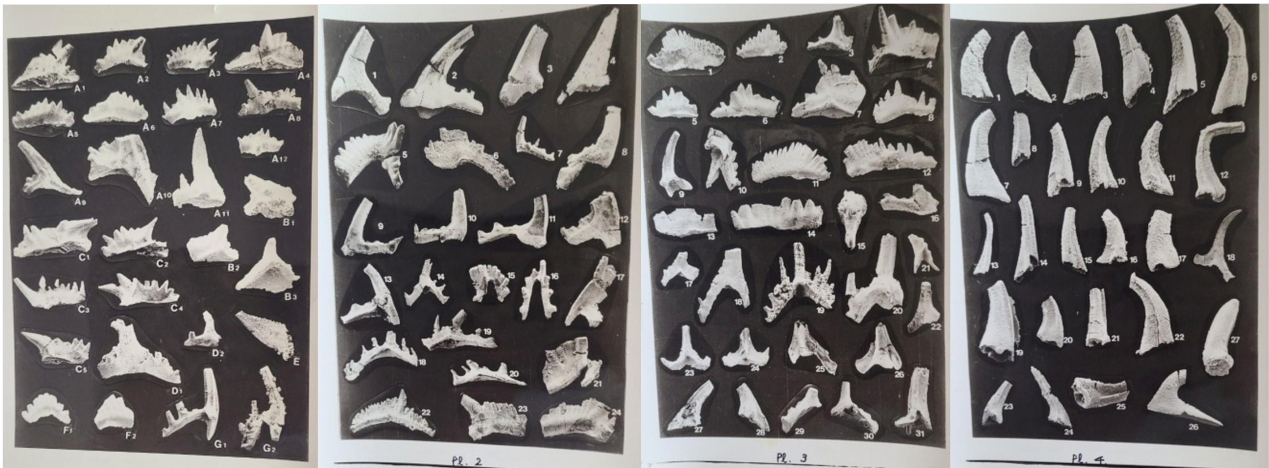 A1 A2 A3 A4
A5 A6 A7 A8
A9 A10 A11 A12
B1
C1 C2 B2
B3
C3 C4
C5 D1 D2 E
F1 F2 G1 G2
1 2 3 4
5 6 7 8
9 10 11 12
13 14 15 16 17
18 19 20 21
22 23 24
Pl. 2
1 2 3 4
5 6 7 8
9 10 11 12
13 14 15 16
17 18 19 20 21
22
23 24 25 26
27 28 29 30 31
Pl. 3
1 2 3 4 5 6
7 8 9 10 11 12
13 14 15 16 17 18
19 20 21 22 27
23 24 25 26
Pl. 4